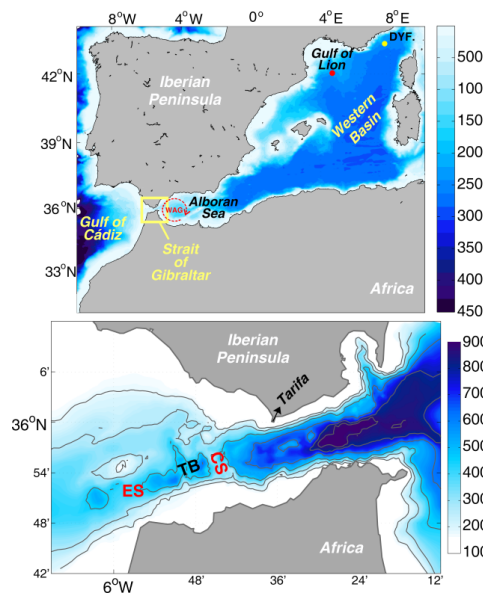 8°W 4°W 0° 4°E 8°E
DYF.
Gulf of
Lion
42°N
Iberian
Peninsula
Western
Basin
39°N
36°N
WAG
Alboran
Sea
Gulf of
Cádiz
Strait
of
Gibraltar
33°N
Africa
500
100
150
200
250
300
350
400
450
Iberian
Peninsula
6'
Tarifa
36°N
TB
CS
54'
ES
48'
Africa
42'
6°W 48' 36' 24' 12'
900
800
700
600
500
400
300
200
100